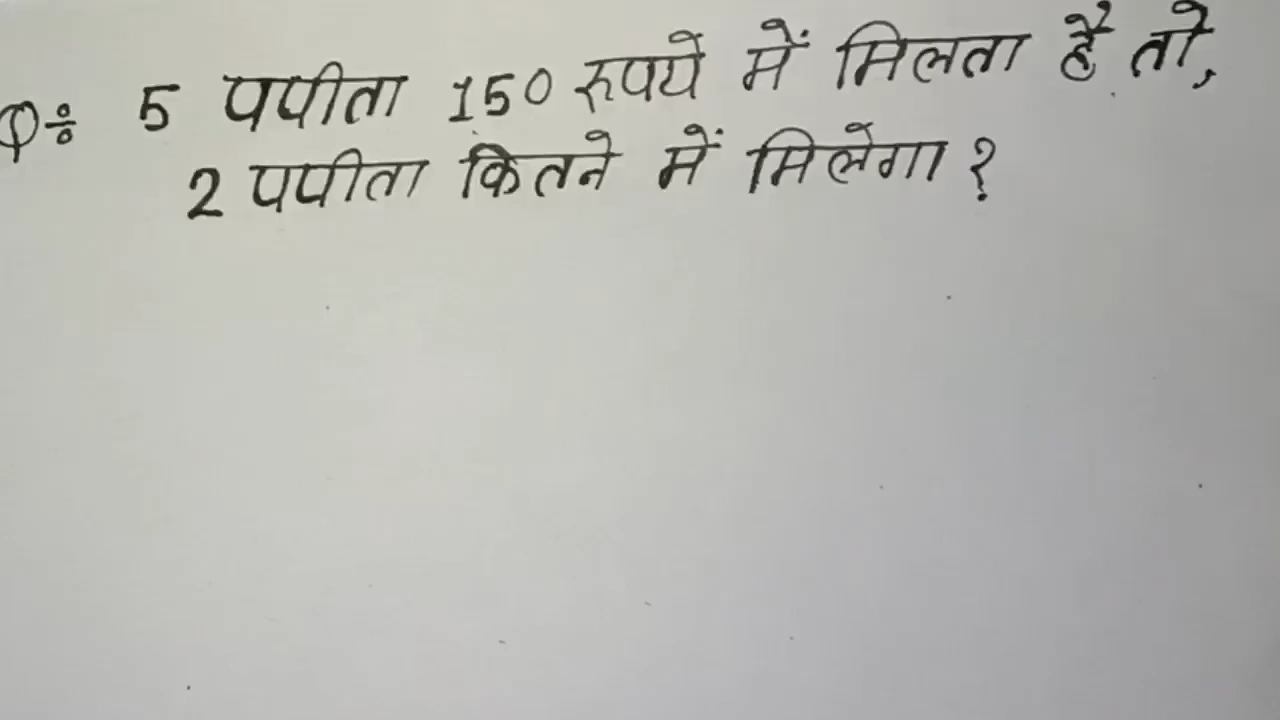 Q÷ 5 पपीता 150 रुपये में मिलता है तो,
2 पपीता कितने में मिलेगा ?